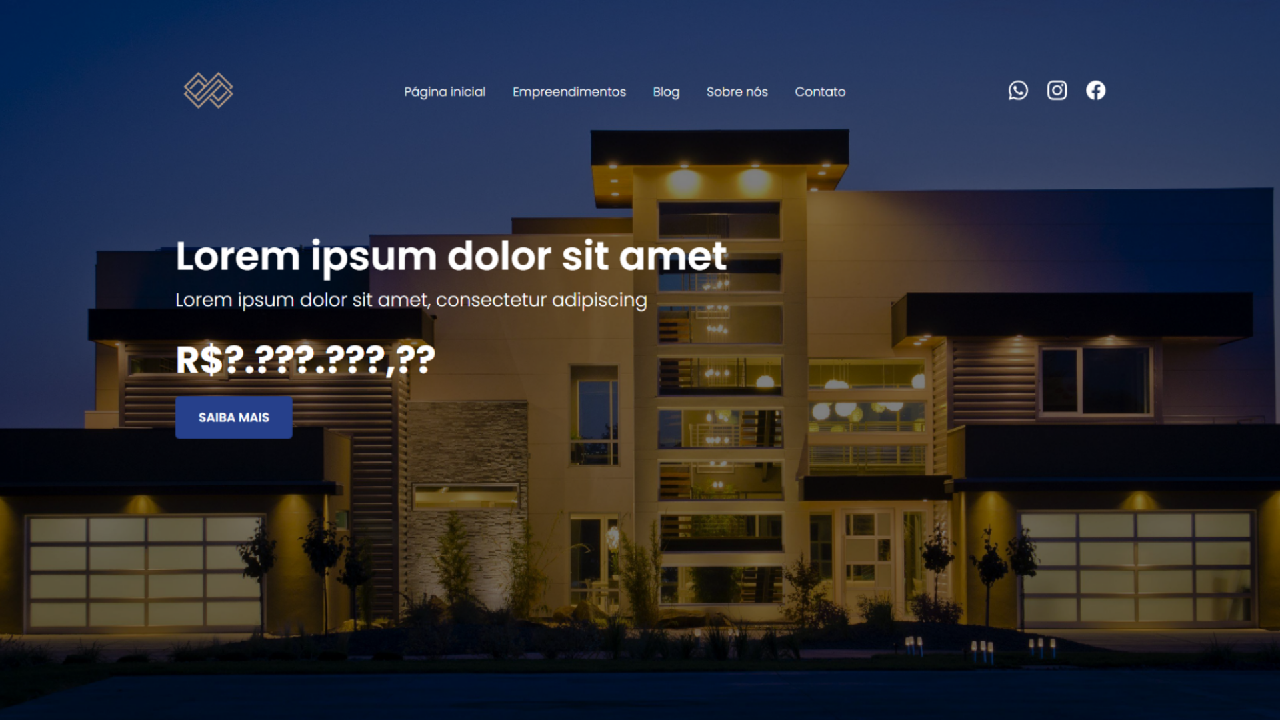 Página inicial Empreendimentos Blog Sobre nós Contato
Lorem ipsum dolor sit amet
Lorem ipsum dolor sit amet, consectetur adipiscing
R$?.???.???,??
SAIBA MAIS